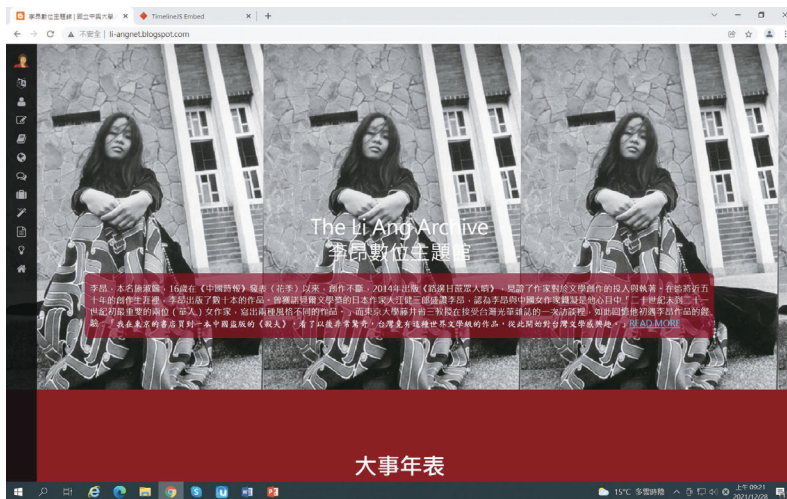 李昂數位主題館 | 國立中興大學
TimelineJS Embed
不安全 | li-angnet.blogspot.com
The Li Ang Archive
李昂數位主題館
李昂，本名施淑端，16歲在《中國時報》發表〈花季〉以來，創作不斷，2014年出版《路邊甘蔗眾人啃》，見證了作家對於文學創作的投入與執著。在這將近五
十年的創作生涯裡，李昂出版了數十本的作品，曾獲諾貝爾文學獎的日本作家大江健三郎盛讚李昂，認為李昂與中國女作家鐵凝是他心目中「二十世紀末到二十一
世紀初最重要的兩位（華人）女作家，寫出兩種風格不同的作品。」而東京大學藤井省三教授在接受台灣光華雜誌的一次訪談裡，如此回憶他初遇李昂作品的經
驗：「我在東京的書店買到一本中國盜版的《殺夫》，看了以後非常驚奇，台灣竟有這種世界文學級的作品，從此開始對台灣文學感興趣。」READ MORE
大事年表
15°C 多雲時陰
上午 09:21
2021/12/28